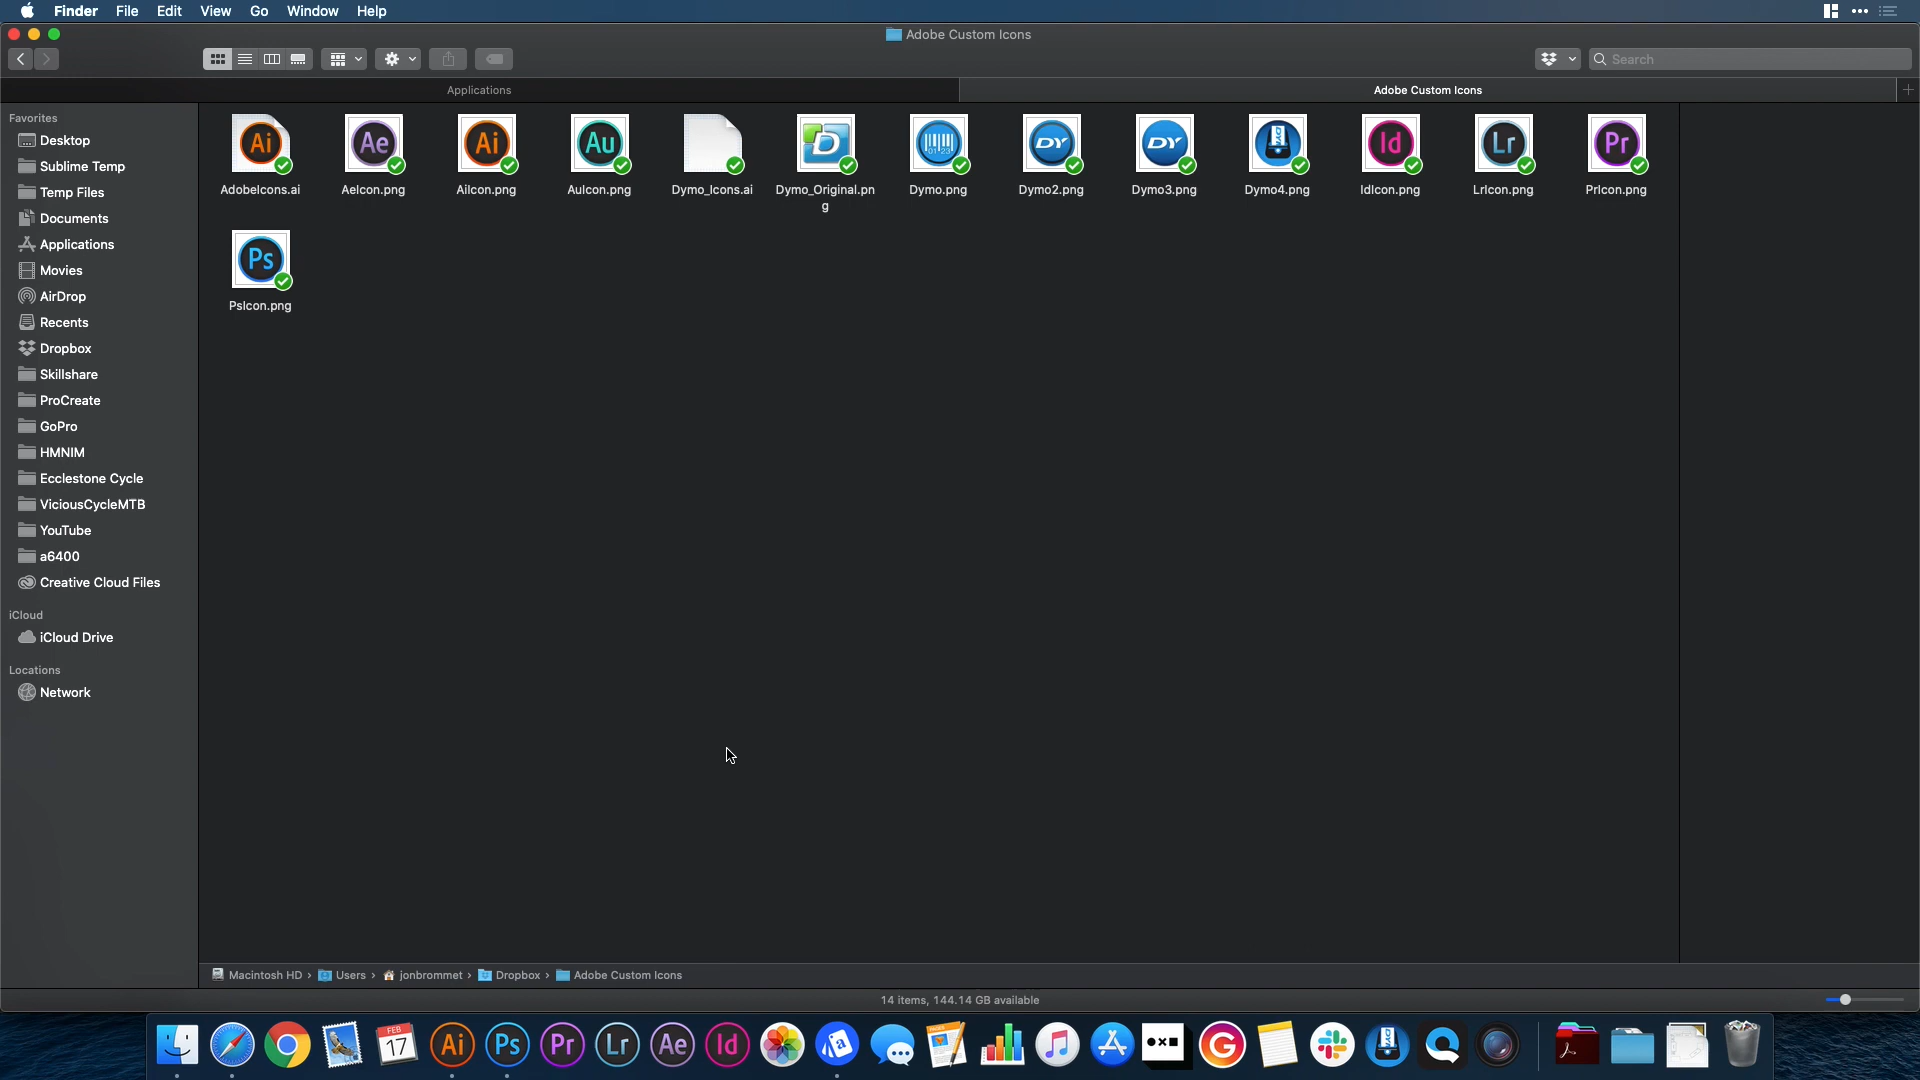 Finder File Edit View Go Window Help
Adobe Custom Icons
Search
Applications
Adobe Custom Icons
Favorites
Desktop
Sublime Temp
Temp Files
Documents
Applications
Movies
AirDrop
Recents
Dropbox
Skillshare
ProCreate
GoPro
HMNIM
Ecclestone Cycle
ViciousCycleMTB
YouTube
a6400
Creative Cloud Files
iCloud
iCloud Drive
Locations
Network
Ai Ae Ai Au D DY DY Id Lr Pr
AdobeIcons.ai AeIcon.png AiIcon.png AuIcon.png Dymo_Icons.ai Dymo_Original.pn
g Dymo.png Dymo2.png Dymo3.png Dymo4.png IdIcon.png LrIcon.png PrIcon.png
Ps
PsIcon.png
Macintosh HD › Users › jonbrommet › Dropbox › Adobe Custom Icons
14 items, 144.14 GB available
FEB
17
Ai Ps Pr Lr Ae Id